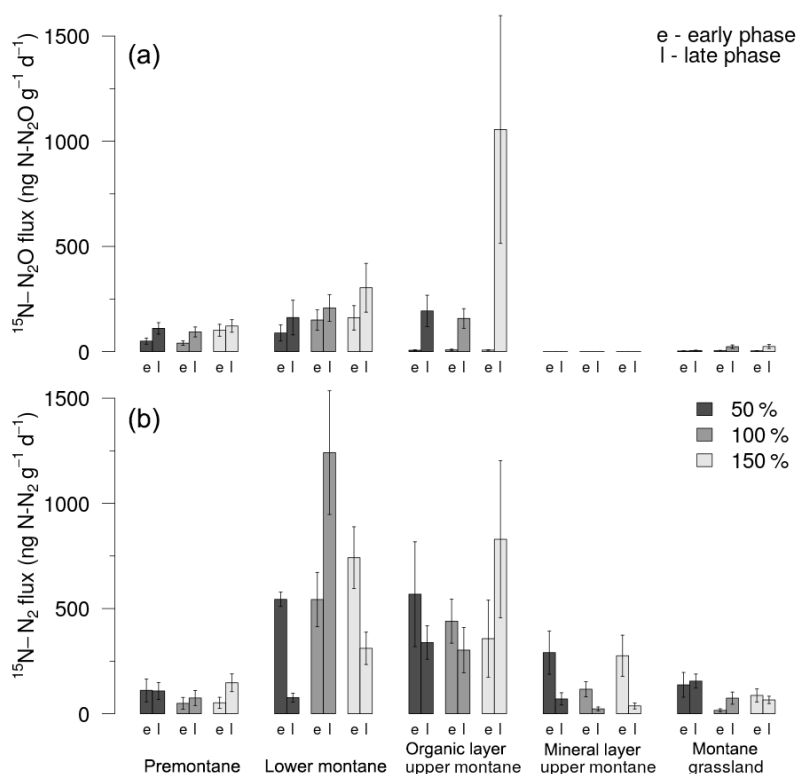 (a)
e - early phase
l - late phase
¹⁵N–N₂O flux (ng N-N₂O g⁻¹ d⁻¹)
1500
1000
500
0
e l e l e l e l e l e l e l e l e l e l e l e l e l e l e l
(b)
50 %
100 %
150 %
¹⁵N–N₂ flux (ng N-N₂ g⁻¹ d⁻¹)
1500
1000
500
0
e l e l e l e l e l e l e l e l e l e l e l e l e l e l e l
Premontane
Lower montane
Organic layer
upper montane
Mineral layer
upper montane
Montane
grassland